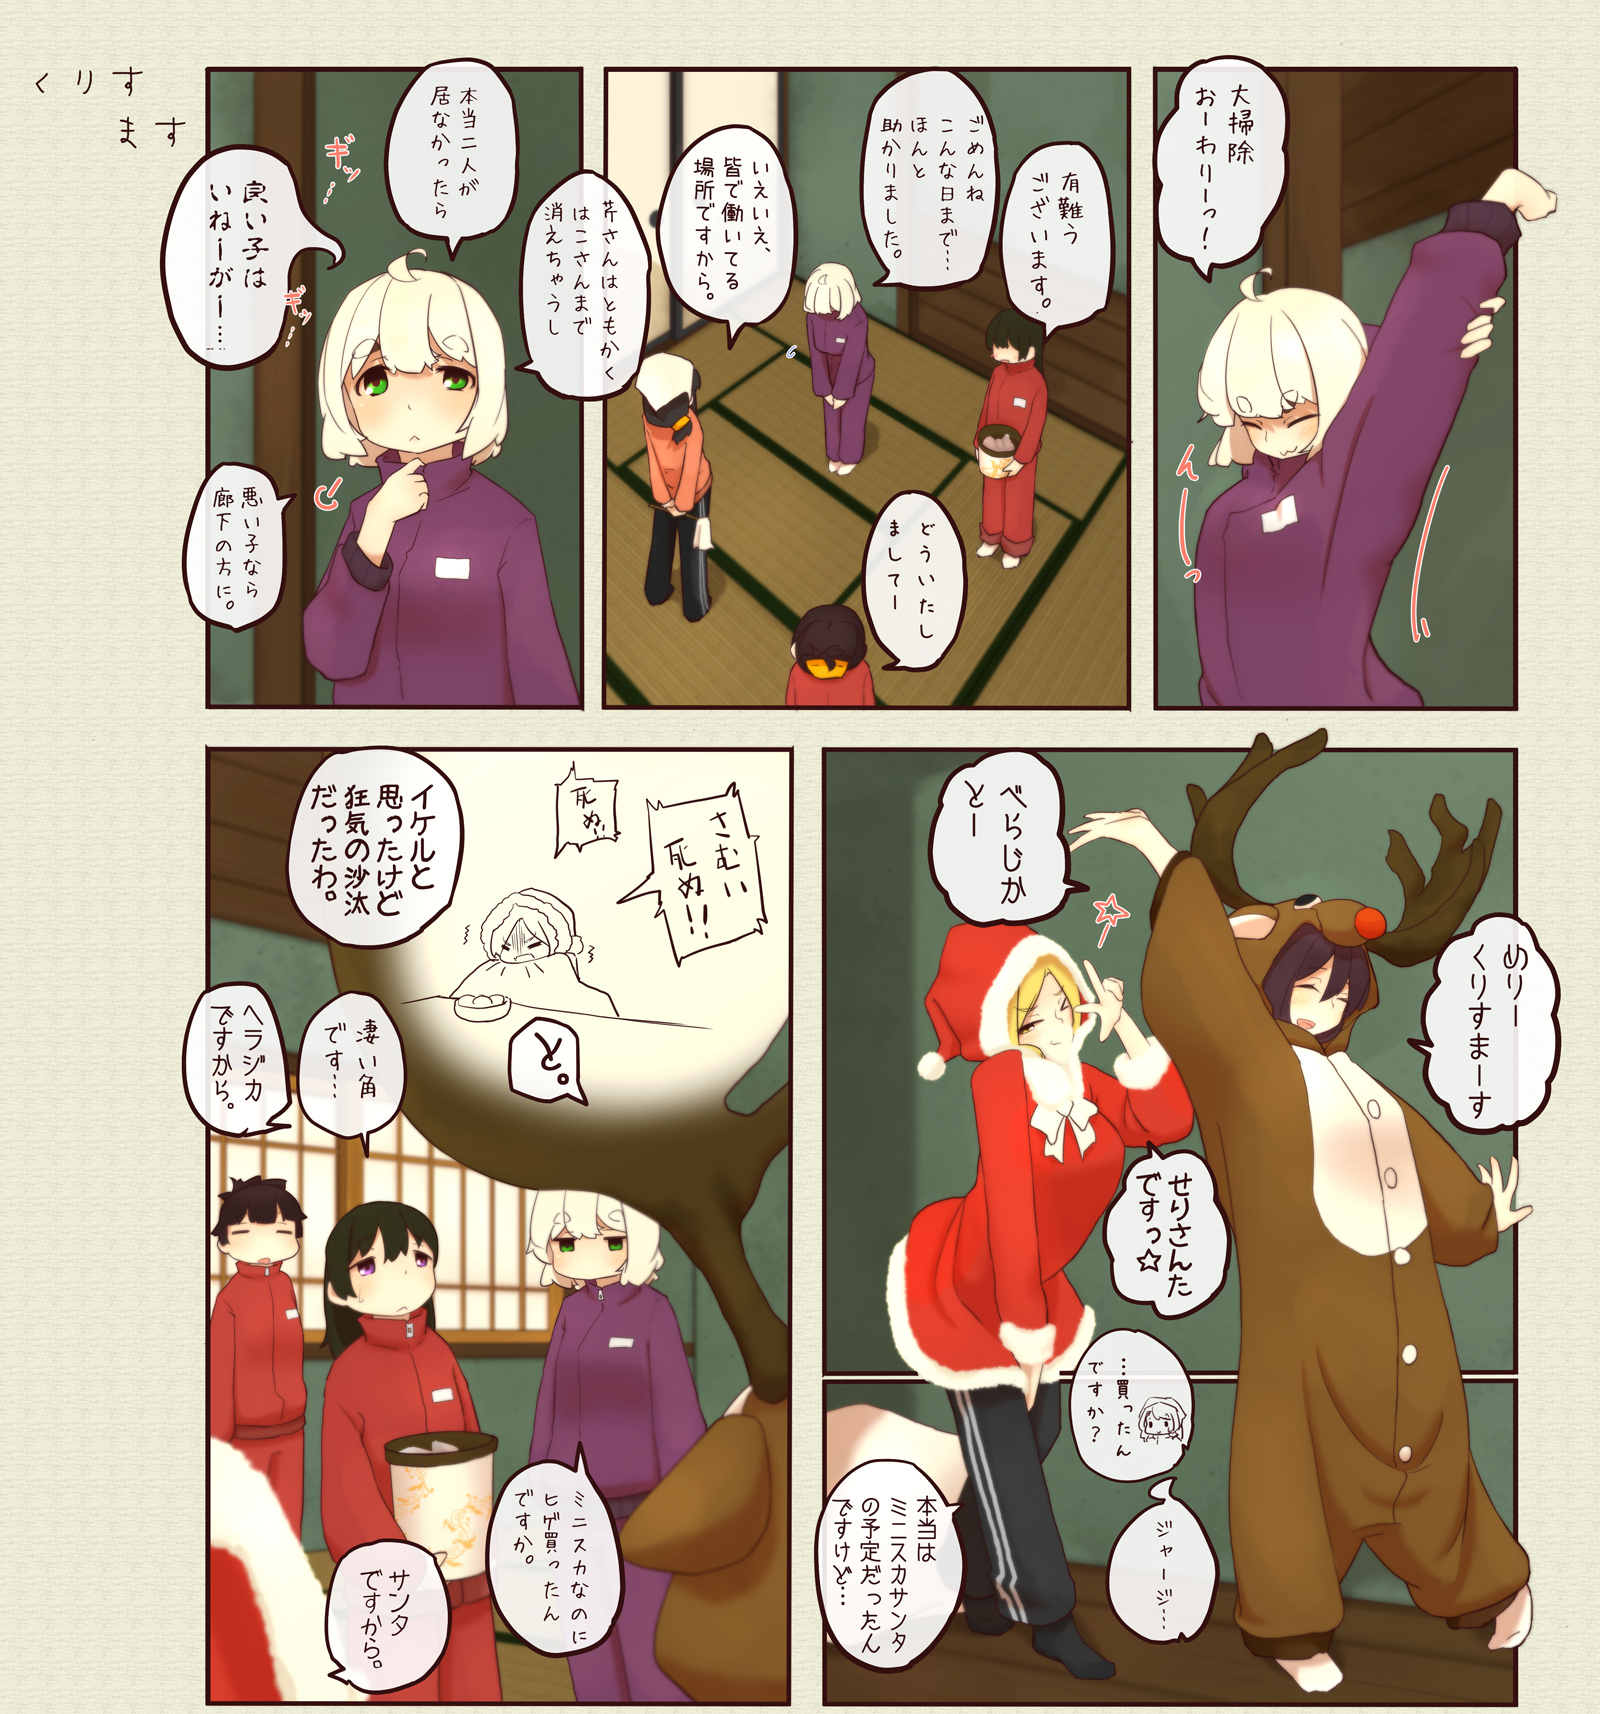 くりす
ます
大掃除
おーわりーっ!
んーっ
有難う
ございます。
ごめんね
こんな日まで…
ほんと
助かりました。
いえいえ、
皆で働いてる
場所ですから。
どういたし
ましてー
芹さんはともかく
はこさんまで
消えちゃうし
本当二人が
居なかったら
ギッ…
良い子は
いねーがー…
ギッ…
悪い子なら
廊下の方に。
めりー
くりすまーす
べらじか
とー
せりさんた
ですっ☆
…買ったん
ですか?
ジャージ…
本当は
ミニスカサンタ
の予定だったん
ですけど…
さむい
死ぬ!!
死ぬ!!
イケルと
思ったけど
狂気の沙汰
だったわ。
と。
凄い角
です…
ヘラジカ
ですから。
ミニスカなのに
ヒゲ買ったん
ですか。
サンタ
ですから。